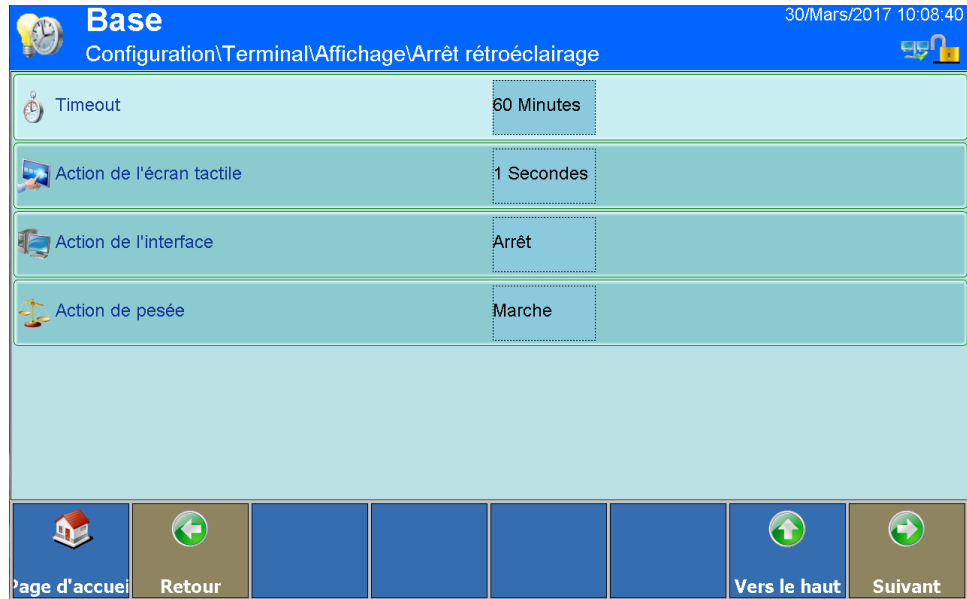 Base
30/Mars/2017 10:08:40
Configuration\Terminal\Affichage\Arrêt rétroéclairage
Timeout 60 Minutes
Action de l'écran tactile 1 Secondes
Action de l'interface Arrêt
Action de pesée Marche
Page d'accuei Retour Vers le haut Suivant